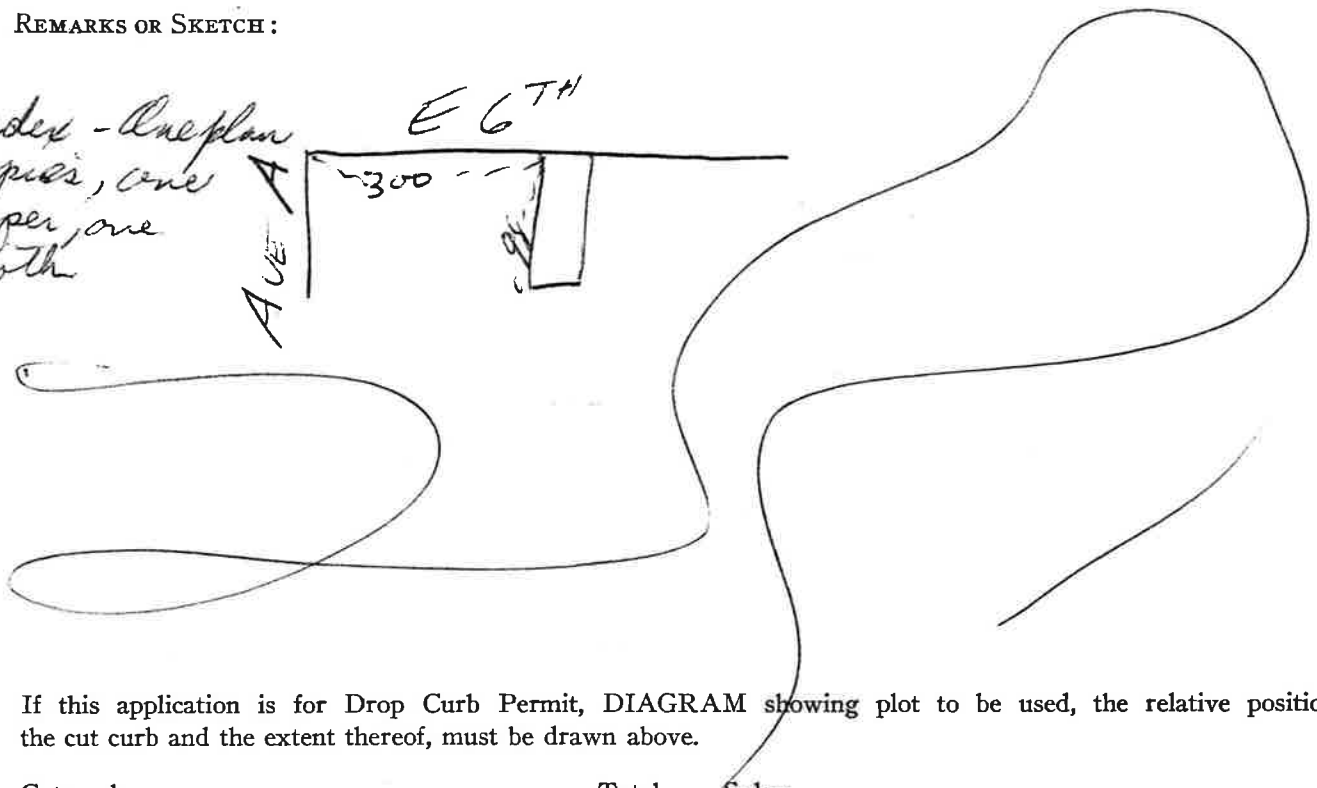 REMARKS OR SKETCH:
dex - One plan
pies, one
per, one
oth
E 6TH
AVE A
300
If this application is for Drop Curb Permit, DIAGRAM showing plot to be used, the relative positio
the cut curb and the extent thereof, must be drawn above.